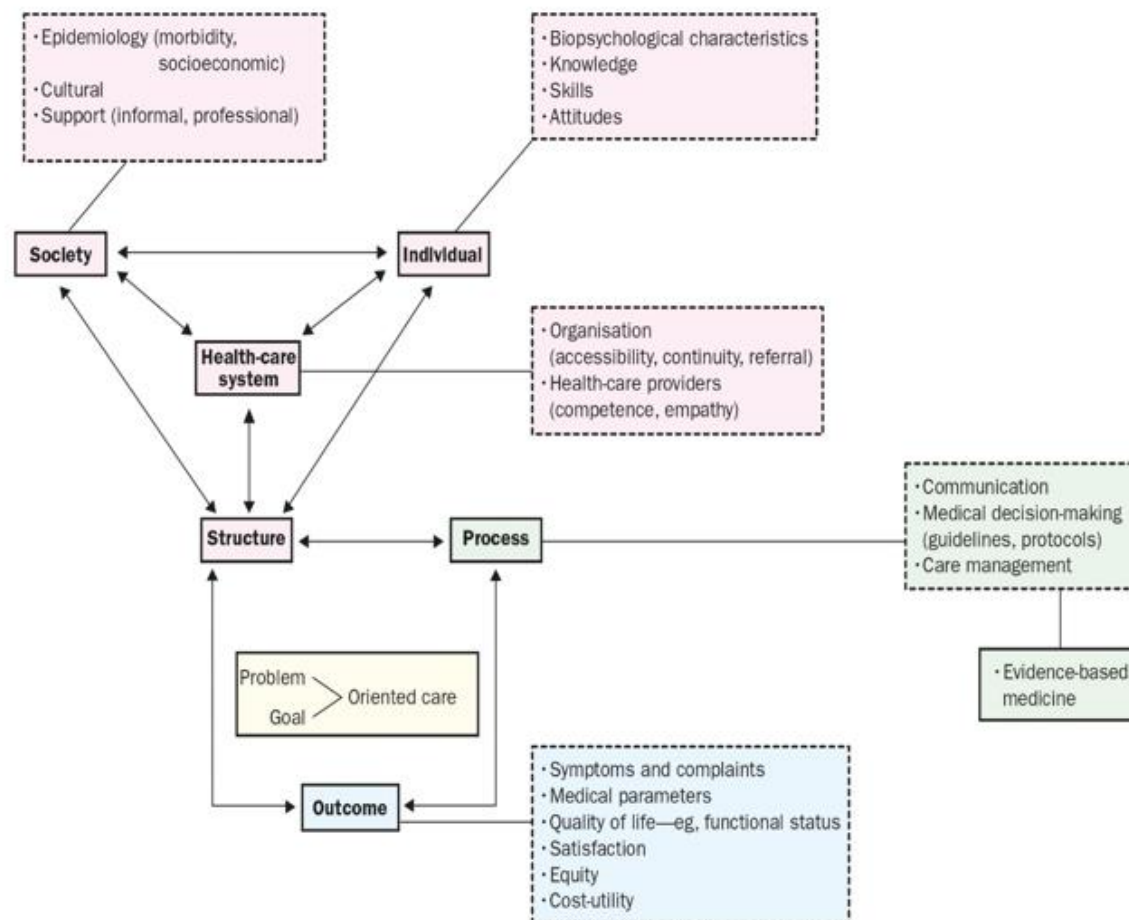 · Epidemiology (morbidity,
socioeconomic)
· Cultural
· Support (informal, professional)
· Biopsychological characteristics
· Knowledge
· Skills
· Attitudes
Society
Individual
Health-care
system
· Organisation
(accessibility, continuity, referral)
· Health-care providers
(competence, empathy)
Structure
Process
· Communication
· Medical decision-making
(guidelines, protocols)
· Care management
· Evidence-based
medicine
Problem
Oriented care
Goal
Outcome
· Symptoms and complaints
· Medical parameters
· Quality of life—eg, functional status
· Satisfaction
· Equity
· Cost-utility